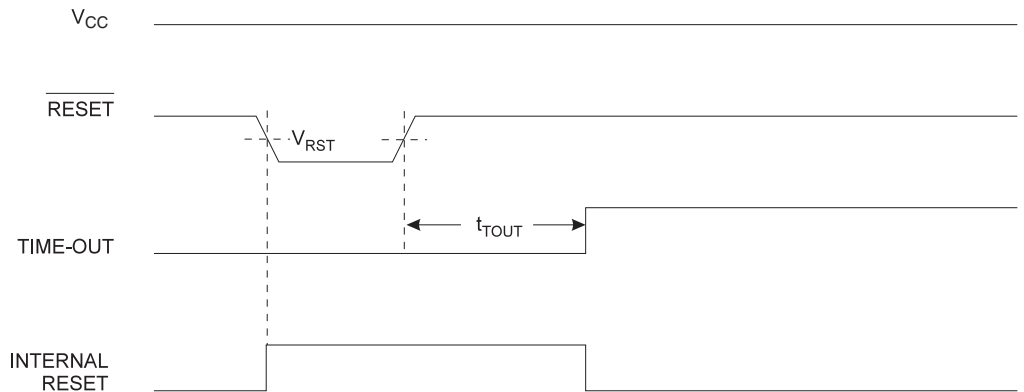 VCC
RESET
VRST
tTOUT
TIME-OUT
INTERNAL
RESET